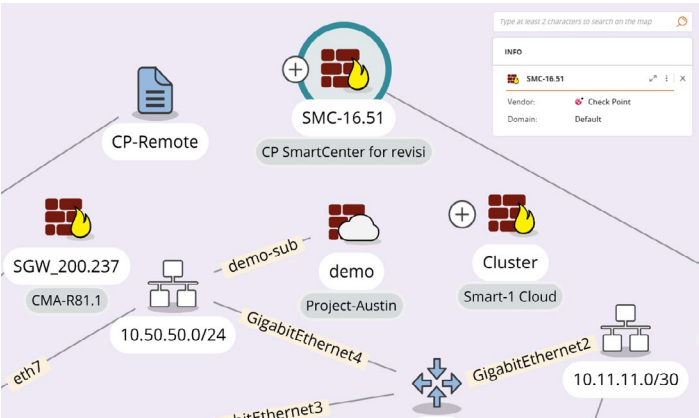 Type at least 2 characters to search on the map
INFO
SMC-16.51
Vendor: Check Point
Domain: Default
SMC-16.51
CP SmartCenter for revisi
CP-Remote
SGW_200.237
CMA-R81.1
demo-sub
demo
Project-Austin
Cluster
Smart-1 Cloud
10.50.50.0/24
GigabitEthernet4
GigabitEthernet2
10.11.11.0/30
eth7
bitEthernet3